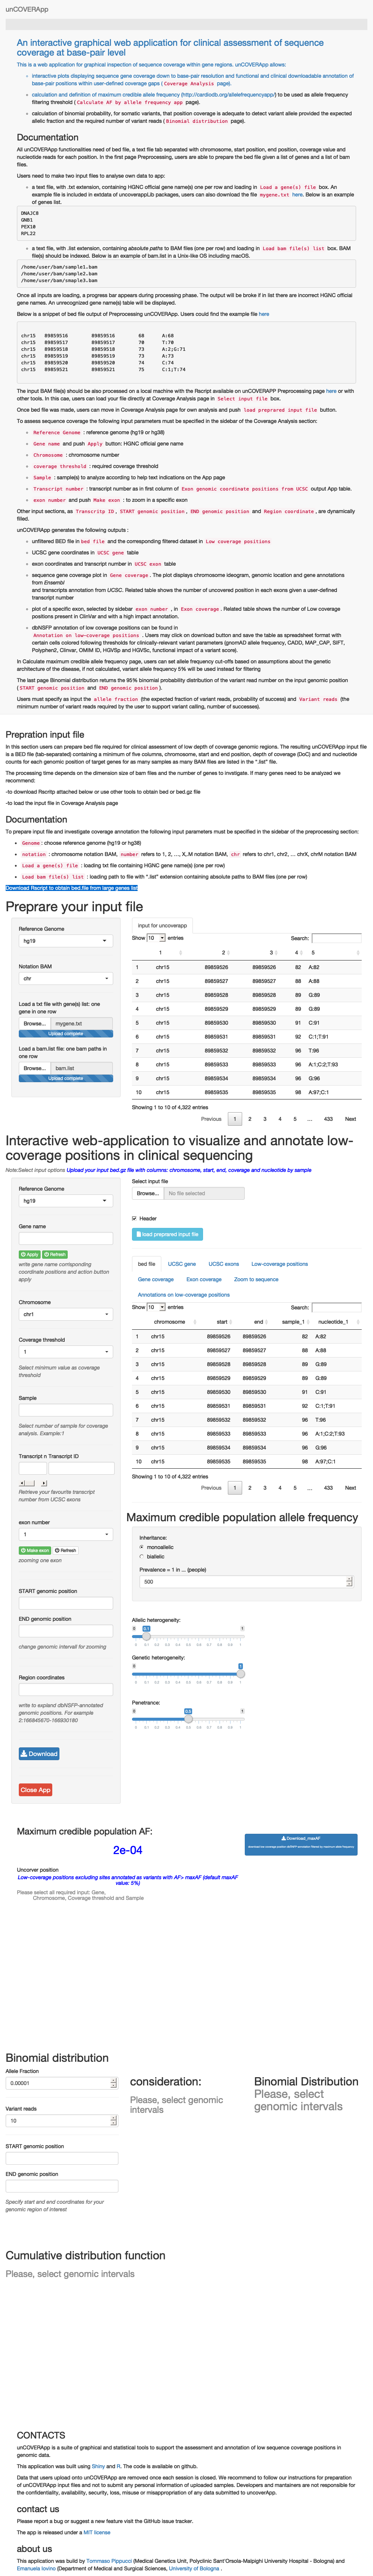 unCOVERApp
An interactive graphical web application for clinical assessment of sequence
coverage at base-pair level
This is a web application for graphical inspection of sequence coverage within gene regions. unCOVERApp allows:
interactive plots displaying sequence gene coverage down to base-pair resolution and functional and clinical downloadable annotation of
base-pair positions within user-defined coverage gaps ( Coverage Analysis page).
calculation and definition of maximum credible allele frequency (http://cardiodb.org/allelefrequencyapp/) to be used as allele frequency
filtering threshold ( Calculate AF by allele frequency app page).
calculation of binomial probability, for somatic variants, that position coverage is adequate to detect variant allele provided the expected
allelic fraction and the required number of variant reads ( Binomial distribution page).
Documentation
All unCOVERApp functionalities need of bed file, a text file tab separated with chromosome, start position, end position, coverage value and
nucleotide reads for each position. In the first page Preprocessing, users are able to prepare the bed file given a list of genes and a list of bam
files.
Users need to make two input files to analyse own data to app:
a text file, with .txt extension, containing HGNC official gene name(s) one per row and loading in Load a gene(s) file box. An
example file is included in extdata of uncoverappLib packages, users can also download the file mygene.txt here. Below is an example
of genes list.
DNAJC8
GNB1
PEX10
RPL22
a text file, with .list extension, containing absolute paths to BAM files (one per row) and loading in Load bam file(s) list box. BAM
file(s) should be indexed. Below is an example of bam.list in a Unix-like OS including macOS.
/home/user/bam/sample1.bam
/home/user/bam/sample2.bam
/home/user/bam/smaple3.bam
Once all inputs are loading, a progress bar appears during processing phase. The output will be broke if in list there are incorrect HGNC official
gene names. An unrecognized gene name(s) table will be displayed.
Below is a snippet of bed file output of Preprocessing unCOVERApp. Users could find the example file here
chr15 89859516 89859516 68 A:68
chr15 89859517 89859517 70 T:70
chr15 89859518 89859518 73 A:2;G:71
chr15 89859519 89859519 73 A:73
chr15 89859520 89859520 74 C:74
chr15 89859521 89859521 75 C:1;T:74
The input BAM file(s) should be also processed on a local machine with the Rscript available on unCOVERAPP Preprocessing page here or with
other tools. In this case, users can load your file directly at Coverage Analysis page in Select input file box.
Once bed file was made, users can move in Coverage Analysis page for own analysis and push load preprared input file button.
To assess sequence coverage the following input parameters must be specified in the sidebar of the Coverage Analysis section:
Reference Genome : reference genome (hg19 or hg38)
Gene name and push Apply button: HGNC official gene name
Chromosome : chromosome number
coverage threshold : required coverage threshold
Sample : sample(s) to analyze according to help text indications on the App page
Transcript number : transcript number as in first column of Exon genomic coordinate positions from UCSC output App table.
exon number and push Make exon : to zoom in a specific exon
Other input sections, as Transcritp ID, START genomic position, END genomic position and Region coordinate , are dynamically
filled.
unCOVERApp generates the following outputs :
unfiltered BED file in bed file and the corresponding filtered dataset in Low coverage positions
UCSC gene coordinates in UCSC gene table
exon coordinates and transcript number in UCSC exon table
sequence gene coverage plot in Gene coverage . The plot displays chromosome ideogram, genomic location and gene annotations
from Ensembl
and transcripts annotation from UCSC. Related table shows the number of uncovered position in each exons given a user-defined
transcript number
plot of a specific exon, selected by sidebar exon number , in Exon coverage . Related table shows the number of Low coverage
positions present in ClinVar and with a high impact annotation.
dbNSFP annotation of low coverage positions can be found in
Annotation on low-coverage positions . Users may click on download button and save the table as spreadsheet format with
certain cells colored following thresholds for clinically-relevant variant parameters (gnomAD allele frequency, CADD, MAP_CAP, SIFT,
Polyphen2, Clinvar, OMIM ID, HGVSp and HGVSc, functional impact of a variant score).
In Calculate maximum credible allele frequency page, users can set allele frequency cut-offs based on assumptions about the genetic
architecture of the disease, if not calculated, variant allele frequency 5% will be used instead for filtering
The last page Binomial distribution returns the 95% binomial probability distribution of the variant read number on the input genomic position
( START genomic position and END genomic position ).
Users must specify as input the allele fraction (the expected fraction of variant reads, probability of success) and Variant reads (the
minimum number of variant reads required by the user to support variant calling, number of successes).
Prepration input file
In this section users can prepare bed file required for clinical assessment of low depth of coverage genomic regions. The resulting unCOVERApp input file
is a BED file (tab-separated) containing a minimum of five columns, chromosome, start and end position, depth of coverage (DoC) and and nucleotide
counts for each genomic position of target genes for as many samples as many BAM files are listed in the ".list" file.
The processing time depends on the dimension size of bam files and the number of genes to investigate. If many genes need to be analyzed we
recommend:
-to download Rscritp attached below or use other tools to obtain bed or bed.gz file
-to load the input file in Coverage Analysis page
Documentation
To prepare input file and investigate coverage annotation the following input parameters must be specified in the sidebar of the preprocessing section:
Genome : choose reference genome (hg19 or hg38)
notation : chromosome notation BAM, number refers to 1, 2, ..., X,.M notation BAM, chr refers to chr1, chr2, ... chrX, chrM notation BAM
Load a gene(s) file : loading txt file containing HGNC gene name(s) (one per row)
Load bam file(s) list : loading to file with ".list" extension containing absolute paths to BAM files (one per row)
Download Rscript to obtain bed.file from large genes list
Preprare your input file
Reference Genome
hg19
Notation BAM
chr
Load a txt file with gene(s) list: one
gene in one row
Browse... mygene.txt
Upload complete
Load a bam.list file: one bam paths in
one row
Browse... bam.list
Upload complete
input for uncoverapp
Show 10 entries Search:
1 2 3 4 5
1 chr15 89859526 89859526 82 A:82
2 chr15 89859527 89859527 88 A:88
3 chr15 89859528 89859528 89 G:89
4 chr15 89859529 89859529 89 G:89
5 chr15 89859530 89859530 91 C:91
6 chr15 89859531 89859531 92 C:1;T:91
7 chr15 89859532 89859532 96 T:96
8 chr15 89859533 89859533 96 A:1;C:2;T:93
9 chr15 89859534 89859534 96 G:96
10 chr15 89859535 89859535 98 A:97;C:1
Showing 1 to 10 of 4,322 entries
Previous 1 2 3 4 5 ... 433 Next
Interactive web-application to visualize and annotate low-
coverage positions in clinical sequencing
Note:Select input options Upload your input bed.gz file with columns: chromosome, start, end, coverage and nucleotide by sample
Reference Genome
hg19
Gene name
Apply Refresh
write gene name corrisponding
coordinate positions and action button
apply
Chromosome
chr1
Coverage threshold
1
Select minimum value as coverage
threshold
Sample
Select number of sample for coverage
analysis. Example:1
Transcript n Transcript ID
Retrieve your favourite transcript
number from UCSC exons
exon number
1
Make exon Refresh
zooming one exon
START genomic position
END genomic position
change genomic interval for zooming
Region coordinates
write to expland dbNSFP-annotated
genomic positions. For example
2:166845670-166930180
Download
Close App
Select input file
Browse... No file selected
Header
load preprared input file
bed file UCSC gene UCSC exons Low-coverage positions
Gene coverage Exon coverage Zoom to sequence
Annotations on low-coverage positions
Show 10 entries Search:
chromosome start end sample_1 nucleotide_1
1 chr15 89859526 89859526 82 A:82
2 chr15 89859527 89859527 88 A:88
3 chr15 89859528 89859528 89 G:89
4 chr15 89859529 89859529 89 G:89
5 chr15 89859530 89859530 91 C:91
6 chr15 89859531 89859531 92 C:1;T:91
7 chr15 89859532 89859532 96 T:96
8 chr15 89859533 89859533 96 A:1;C:2;T:93
9 chr15 89859534 89859534 96 G:96
10 chr15 89859535 89859535 98 A:97;C:1
Showing 1 to 10 of 4,322 entries
Previous 1 2 3 4 5 ... 433 Next
Maximum credible population allele frequency
Inheritance:
monoallelic
biallelic
Prevalence = 1 in ... (people)
500
Allelic heterogeneity:
0 0.1 1
0 0.1 0.2 0.3 0.4 0.5 0.6 0.7 0.8 0.9 1
Genetic heterogeneity:
0 1
0 0.1 0.2 0.3 0.4 0.5 0.6 0.7 0.8 0.9 1
Penetrance:
0 0.5 1
0 0.1 0.2 0.3 0.4 0.5 0.6 0.7 0.8 0.9 1
Maximum credible population AF:
2e-04
Download_maxAF
Uncorver position
Low-coverage positions excluding sites annotated as variants with AF> maxAF (default maxAF
value: 5%)
Please select all required input: Gene,
Chromosome, Coverage threshold and Sample
Binomial distribution
Allele Fraction
0,00001
Variant reads
10
START genomic position
END genomic position
Specify start and end coordinates for your
genomic region of interest
consideration:
Please, select genomic
intervals
Binomial Distribution
Please, select
genomic intervals
Cumulative distribution function
Please, select genomic intervals
CONTACTS
unCOVERApp is a suite of graphical and statistical tools to support the assessment and annotation of low sequence coverage positions in
genomic data.
This application was built using Shiny and R. The code is available on github.
Data that users upload onto unCOVERApp are removed once each session is closed. We recommend to follow our instructions for preparation
of unCOVERAPP input files and not to submit any personal information of uploaded samples. Developers and mantainers are not responsible for
the confidentiality, availability, security, loss, misuse or misappropriation of any data submitted to uncoverApp.
contact us
Please report a bug or suggest a new feature visit the GitHub issue tracker.
The app is released under a MIT license
about us
This application was build by Tommaso Pippucci (Medical Genetics Unit, Polyclinic Sant'Orsola-Malpighi University Hospital - Bologna) and
Emanuela Iovino (Department of Medical and Surgical Sciences, University of Bologna .